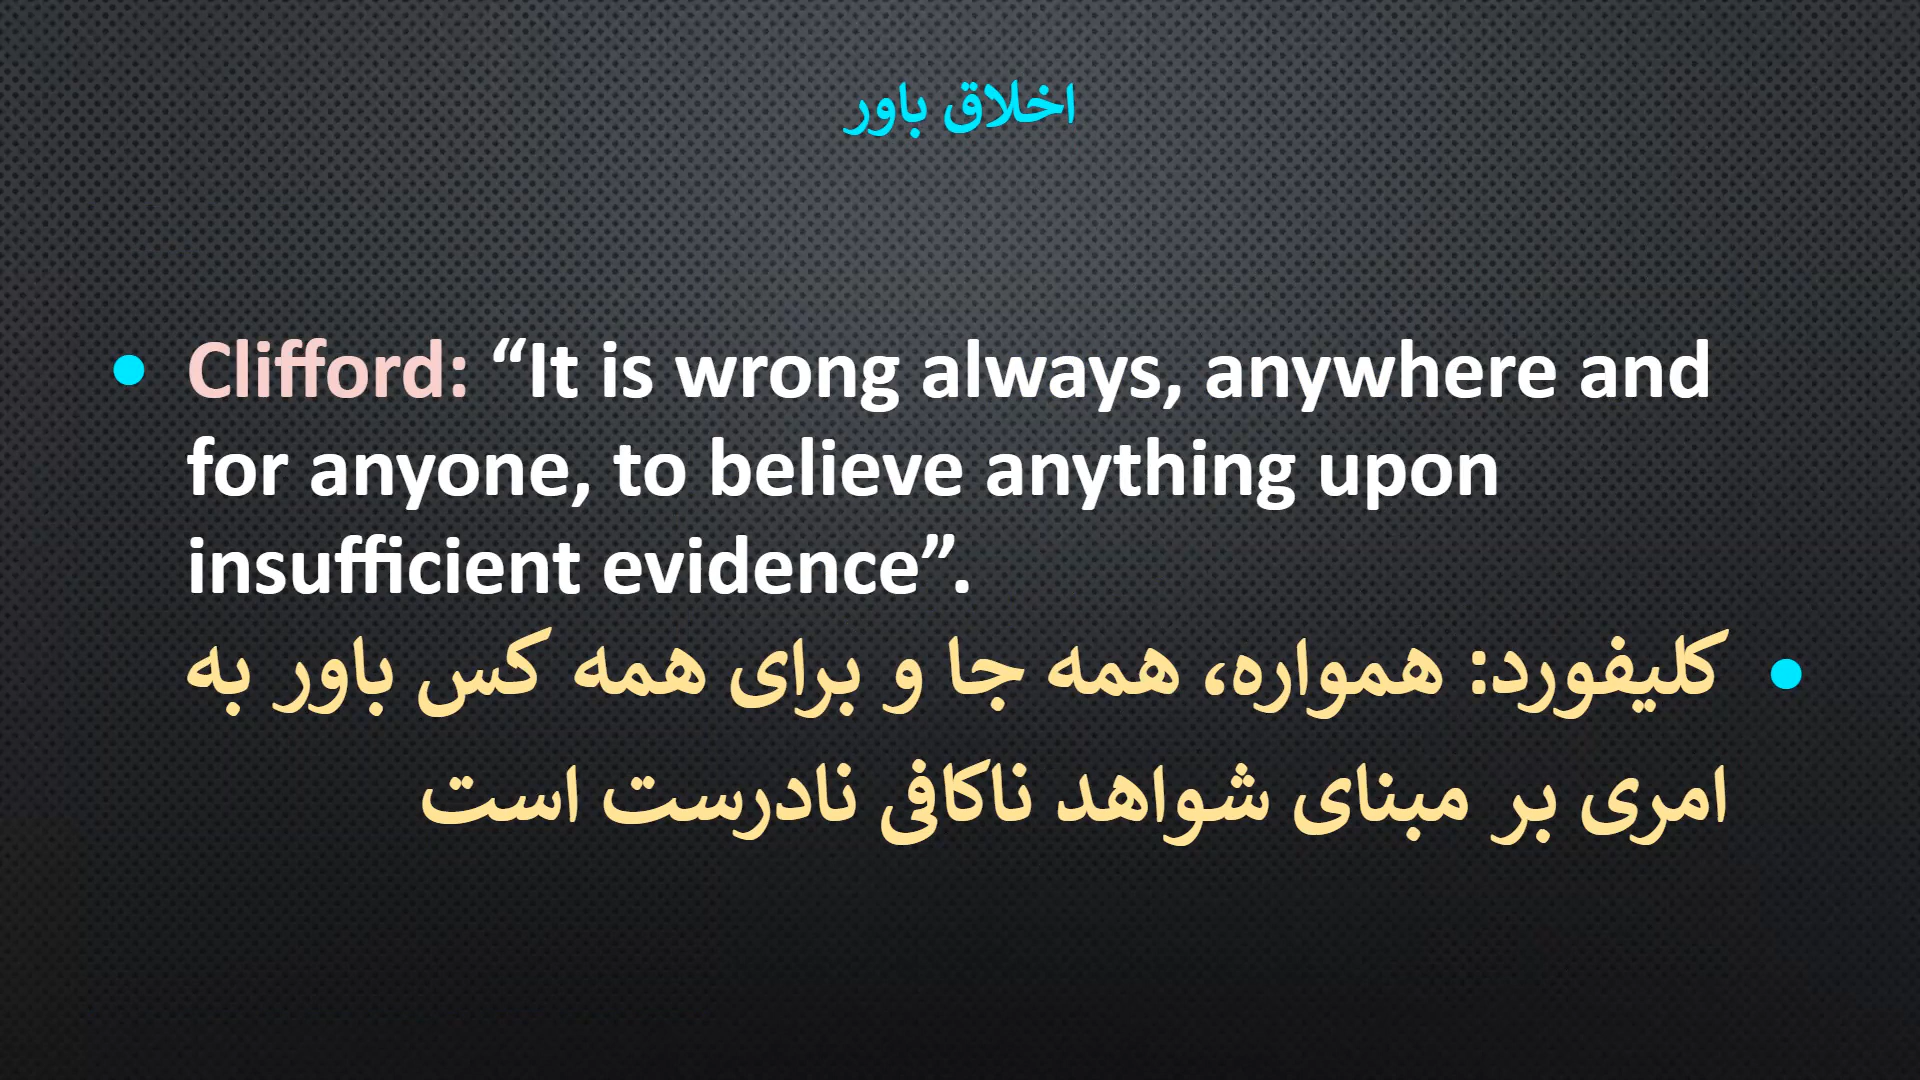 اخلاق باور
• Clifford: “It is wrong always, anywhere and
for anyone, to believe anything upon
insufficient evidence”.
• کلیفورد: همواره، همه جا و برای همه کس باور به
امری بر مبنای شواهد ناکافی نادرست است